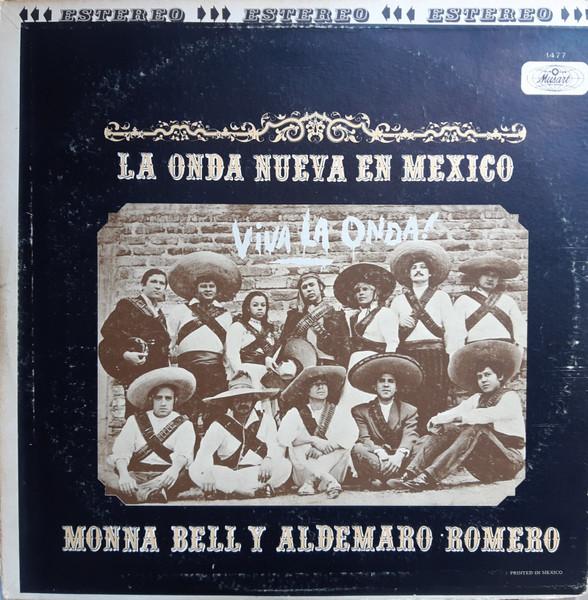 ESTEREO ESTEREO ESTEREO
1477
Musart
LA ONDA NUEVA EN MEXICO
VIVA LA ONDA!
MONNA BELL Y ALDEMARO ROMERO
PRINTED IN MEXICO